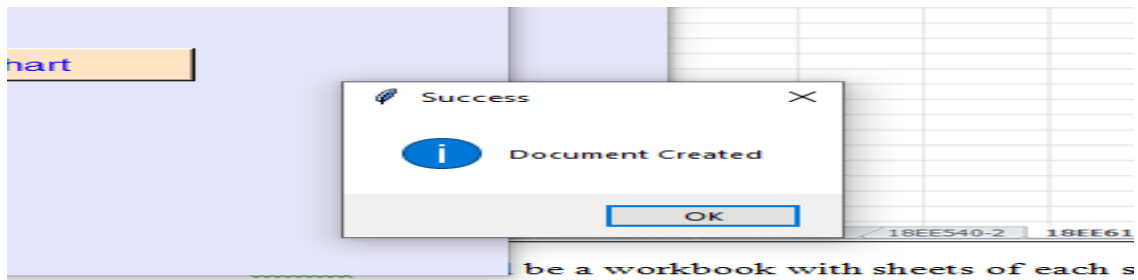 hart
Success
Document Created
OK
18EE540-2 18EE61
be a workbook with sheets of each s